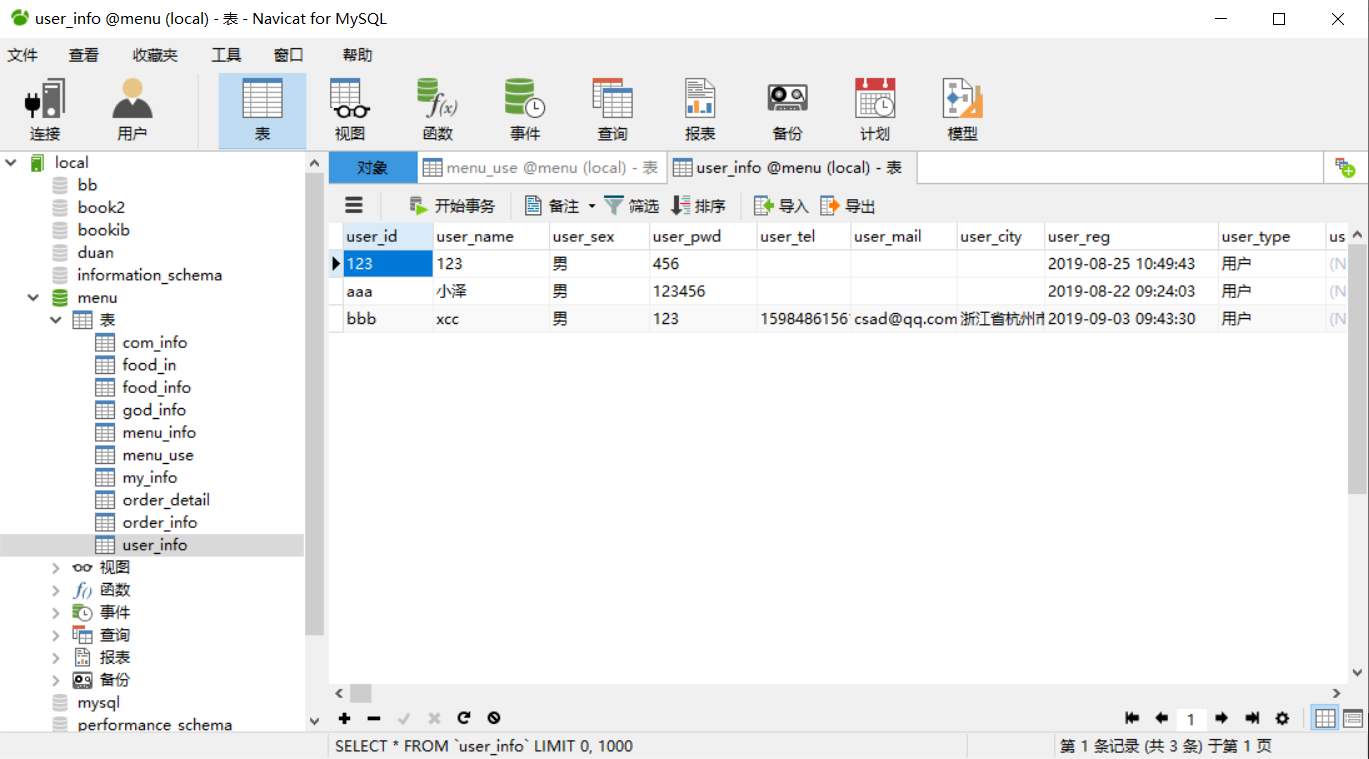 user_info @menu (local) - 表 - Navicat for MySQL
文件 查看 收藏夹 工具 窗口 帮助
连接 用户 表 视图 函数 事件 查询 报表 备份 计划 模型
local
bb
book2
bookib
duan
information_schema
menu
表
com_info
food_in
food_info
god_info
menu_info
menu_use
my_info
order_detail
order_info
user_info
视图
函数
事件
查询
报表
备份
mysql
performance_schema
对象 menu_use @menu (local) - 表 user_info @menu (local) - 表
开始事务 备注 筛选 排序 导入 导出
user_id user_name user_sex user_pwd user_tel user_mail user_city user_reg user_type us
123 123 男 456 2019-08-25 10:49:43 用户 (N
aaa 小泽 男 123456 2019-08-22 09:24:03 用户 (N
bbb xcc 男 123 1598486156 csad@qq.com 浙江省杭州市 2019-09-03 09:43:30 用户 (N
1
SELECT * FROM `user_info` LIMIT 0, 1000 第 1 条记录 (共 3 条) 于第 1 页